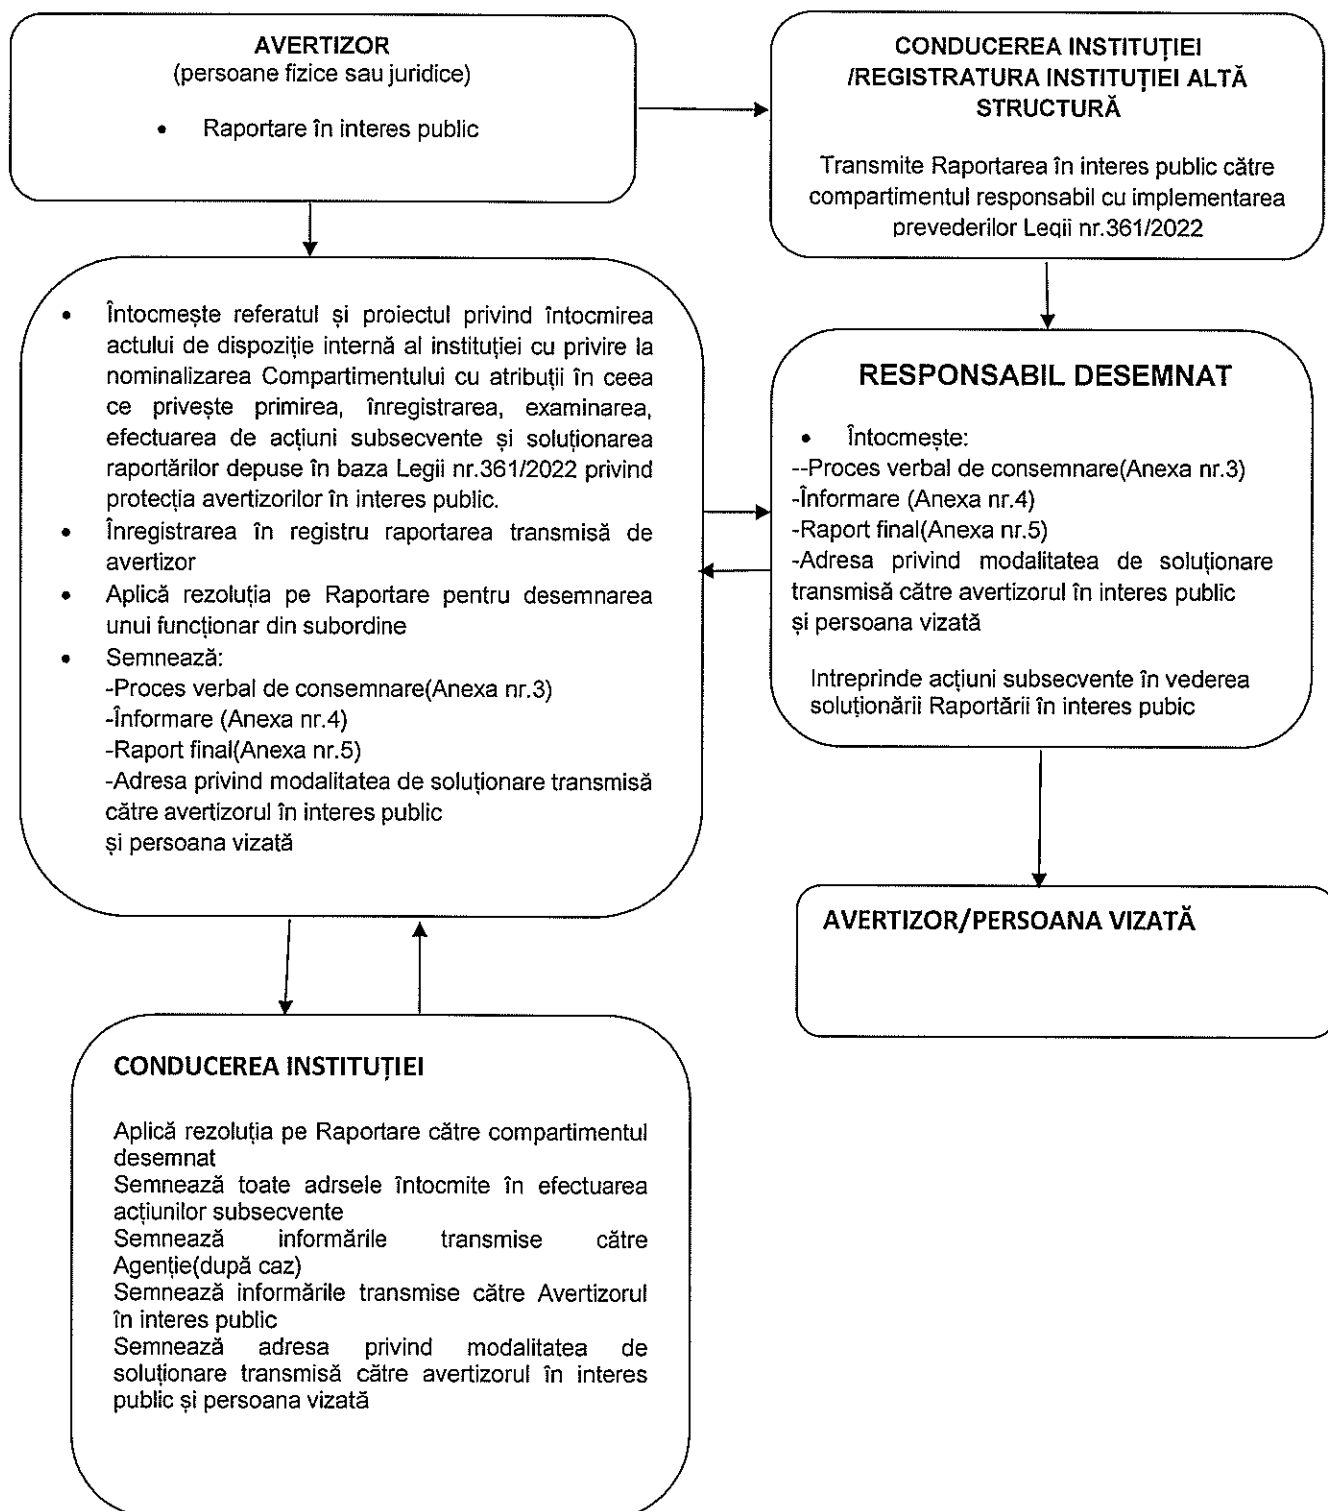 AVERTIZOR
(persoane fizice sau juridice)
• Raportare în interes public
CONDUCEREA INSTITUȚIEI
/REGISTRATURA INSTITUȚIEI ALTĂ
STRUCTURĂ
Transmite Raportarea în interes public către
compartimentul responsabil cu implementarea
prevederilor Legii nr.361/2022
• Întocmește referatul și proiectul privind întocmirea
actului de dispoziție internă al instituției cu privire la
nominalizarea Compartimentului cu atribuții în ceea
ce privește primirea, înregistrarea, examinarea,
efectuarea de acțiuni subsecvente și soluționarea
raportărilor depuse în baza Legii nr.361/2022 privind
protecția avertizorilor în interes public.
• Înregistrarea în registru raportarea transmisă de
avertizor
• Aplică rezoluția pe Raportare pentru desemnarea
unui funcționar din subordine
• Semnează:
-Proces verbal de consemnare(Anexa nr.3)
-Înformare (Anexa nr.4)
-Raport final(Anexa nr.5)
-Adresa privind modalitatea de soluționare transmisă
către avertizorul în interes public
și persoana vizată
RESPONSABIL DESEMNAT
• Întocmește:
--Proces verbal de consemnare(Anexa nr.3)
-Înformare (Anexa nr.4)
-Raport final(Anexa nr.5)
-Adresa privind modalitatea de soluționare
transmisă către avertizorul în interes public
și persoana vizată
Intreprinde acțiuni subsecvente în vederea
soluționării Raportării în interes pubic
AVERTIZOR/PERSOANA VIZATĂ
CONDUCEREA INSTITUȚIEI
Aplică rezoluția pe Raportare către compartimentul
desemnat
Semnează toate adrsele întocmite în efectuarea
acțiunilor subsecvente
Semnează informările transmise către
Agenție(după caz)
Semnează informările transmise către Avertizorul
în interes public
Semnează adresa privind modalitatea de
soluționare transmisă către avertizorul în interes
public și persoana vizată